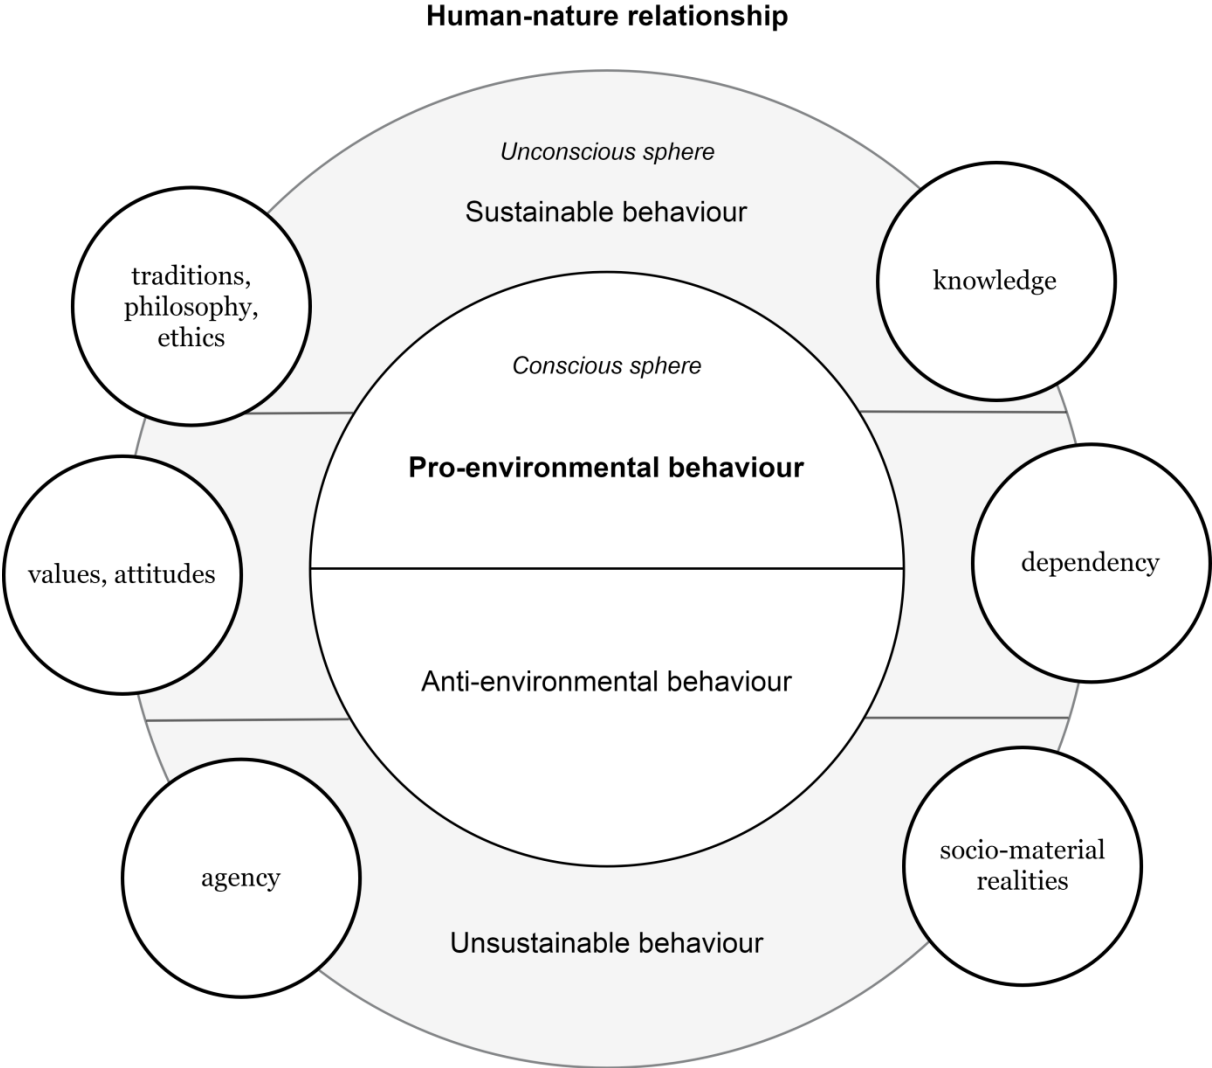 Human-nature relationship
Unconscious sphere
Sustainable behaviour
traditions,
philosophy,
ethics
knowledge
Conscious sphere
Pro-environmental behaviour
values, attitudes
dependency
Anti-environmental behaviour
agency
socio-material
realities
Unsustainable behaviour